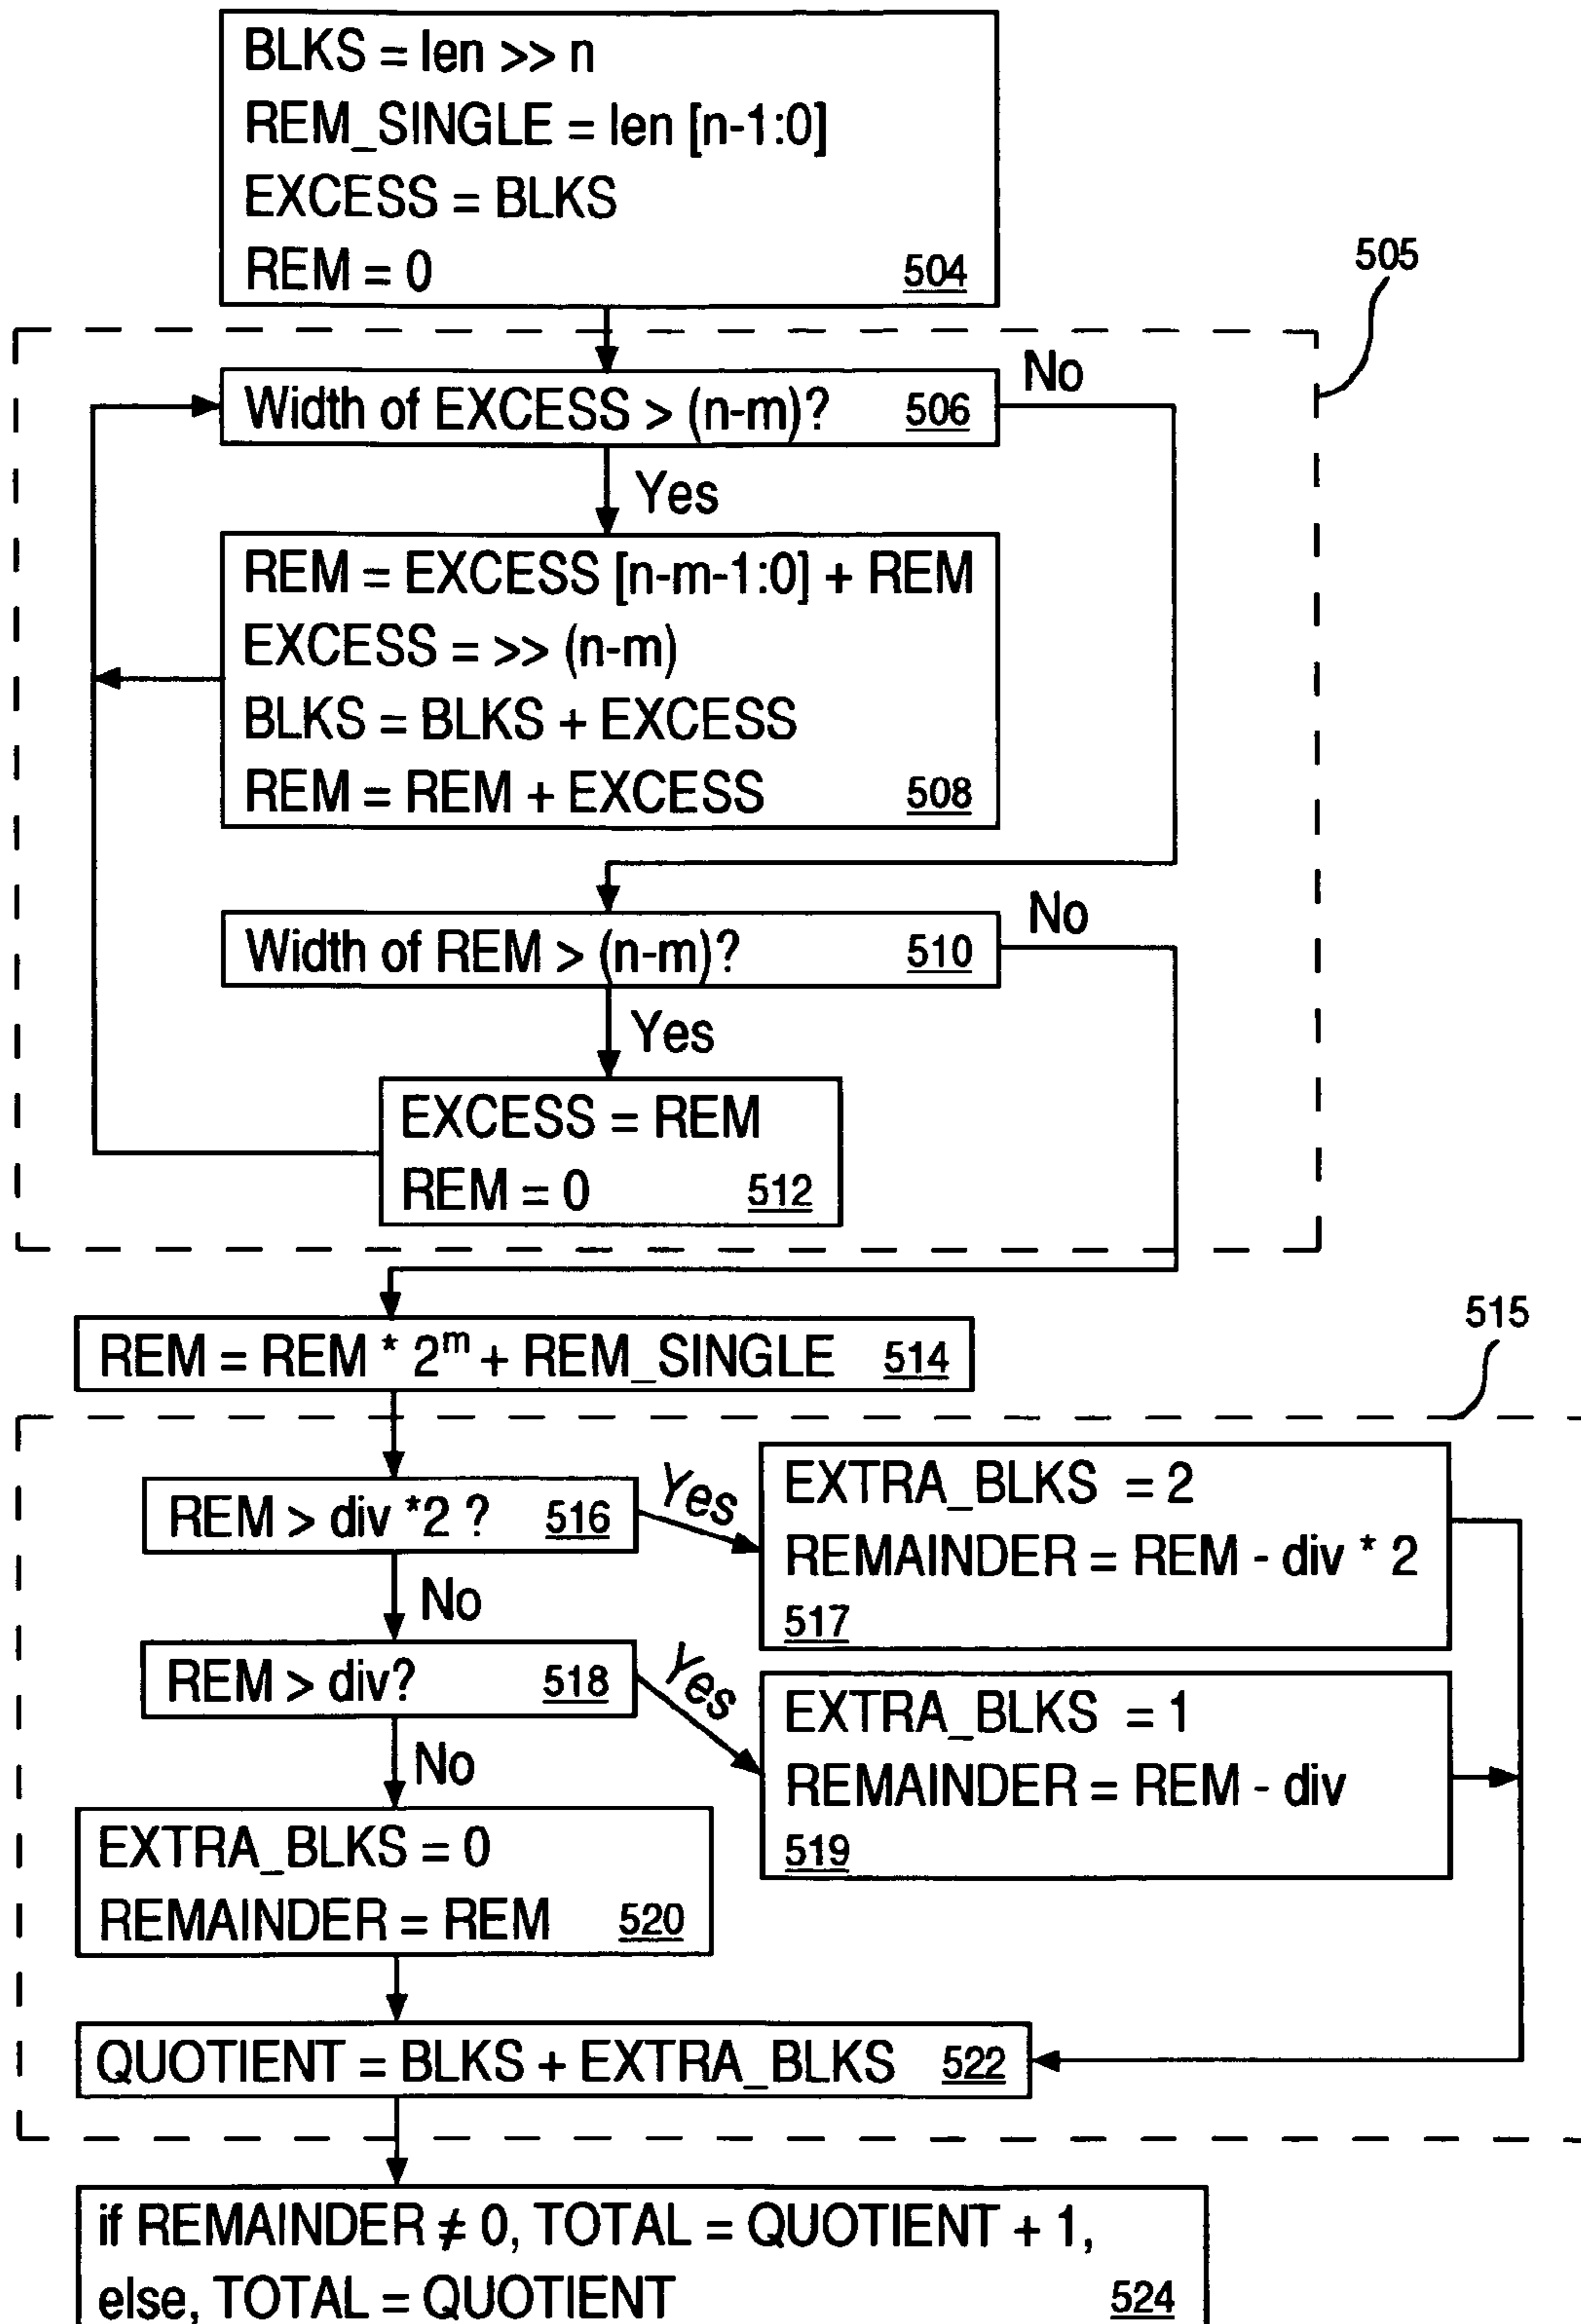 BLKS = len >> n
REM_SINGLE = len [n-1:0]
EXCESS = BLKS
REM = 0 504
505
Width of EXCESS > (n-m)? 506
No
Yes
REM = EXCESS [n-m-1:0] + REM
EXCESS = >> (n-m)
BLKS = BLKS + EXCESS
REM = REM + EXCESS 508
Width of REM > (n-m)? 510
No
Yes
EXCESS = REM
REM = 0 512
REM = REM * 2^m + REM_SINGLE 514
515
REM > div *2 ? 516
Yes
EXTRA_BLKS = 2
REMAINDER = REM - div * 2
517
No
REM > div? 518
Yes
EXTRA_BLKS = 1
REMAINDER = REM - div
519
No
EXTRA_BLKS = 0
REMAINDER = REM 520
QUOTIENT = BLKS + EXTRA_BLKS 522
if REMAINDER ≠ 0, TOTAL = QUOTIENT + 1,
else, TOTAL = QUOTIENT 524